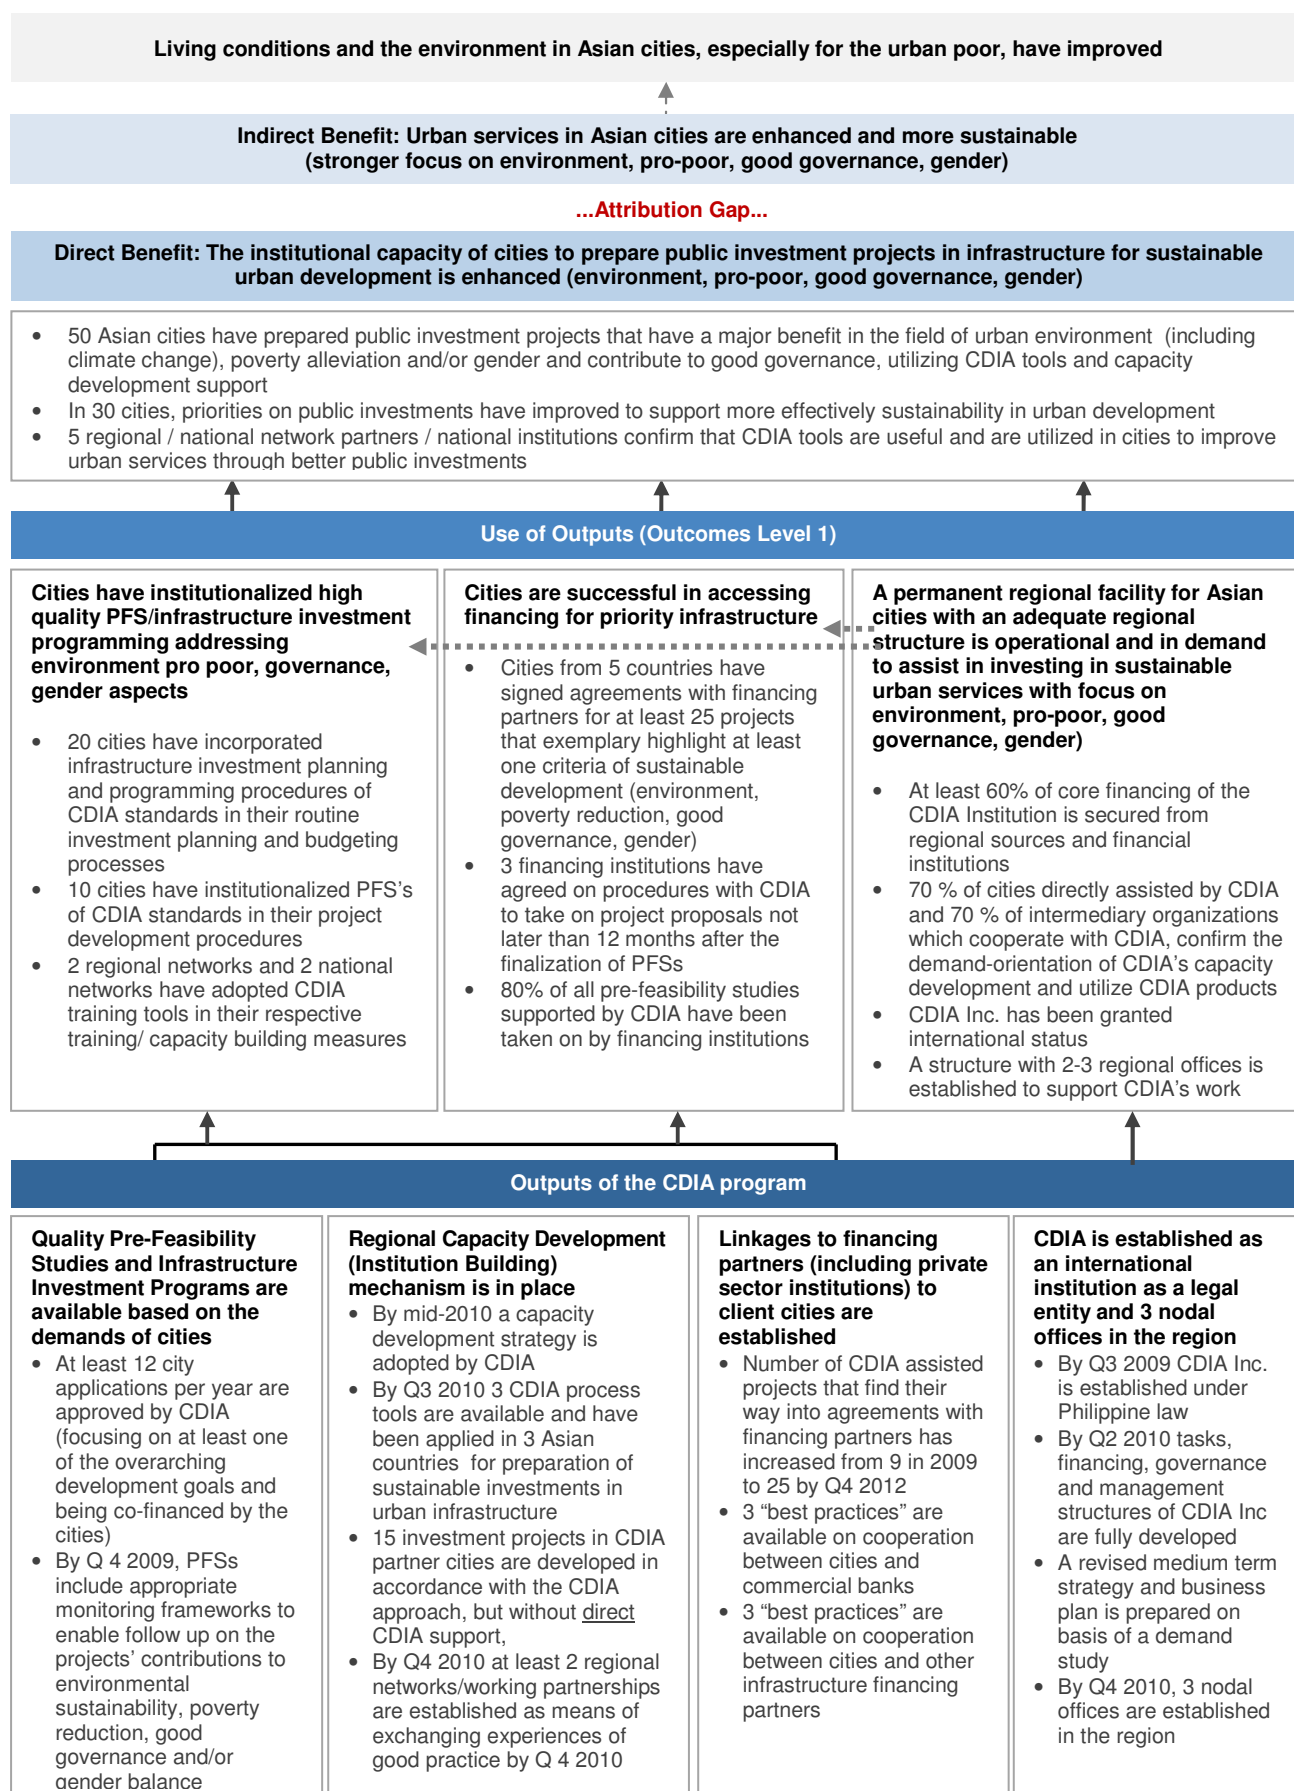 Living conditions and the environment in Asian cities, especially for the urban poor, have improved
Indirect Benefit: Urban services in Asian cities are enhanced and more sustainable
(stronger focus on environment, pro-poor, good governance, gender)
...Attribution Gap...
Direct Benefit: The institutional capacity of cities to prepare public investment projects in infrastructure for sustainable
urban development is enhanced (environment, pro-poor, good governance, gender)
• 50 Asian cities have prepared public investment projects that have a major benefit in the field of urban environment (including
climate change), poverty alleviation and/or gender and contribute to good governance, utilizing CDIA tools and capacity
development support
• In 30 cities, priorities on public investments have improved to support more effectively sustainability in urban development
• 5 regional / national network partners / national institutions confirm that CDIA tools are useful and are utilized in cities to improve
urban services through better public investments
Use of Outputs (Outcomes Level 1)
Cities have institutionalized high
quality PFS/infrastructure investment
programming addressing
environment pro poor, governance,
gender aspects
• 20 cities have incorporated
infrastructure investment planning
and programming procedures of
CDIA standards in their routine
investment planning and budgeting
processes
• 10 cities have institutionalized PFS's
of CDIA standards in their project
development procedures
• 2 regional networks and 2 national
networks have adopted CDIA
training tools in their respective
training/ capacity building measures
Cities are successful in accessing
financing for priority infrastructure
• Cities from 5 countries have
signed agreements with financing
partners for at least 25 projects
that exemplary highlight at least
one criteria of sustainable
development (environment,
poverty reduction, good
governance, gender)
• 3 financing institutions have
agreed on procedures with CDIA
to take on project proposals not
later than 12 months after the
finalization of PFSs
• 80% of all pre-feasibility studies
supported by CDIA have been
taken on by financing institutions
A permanent regional facility for Asian
cities with an adequate regional
structure is operational and in demand
to assist in investing in sustainable
urban services with focus on
environment, pro-poor, good
governance, gender)
• At least 60% of core financing of the
CDIA Institution is secured from
regional sources and financial
institutions
• 70 % of cities directly assisted by CDIA
and 70 % of intermediary organizations
which cooperate with CDIA, confirm the
demand-orientation of CDIA's capacity
development and utilize CDIA products
• CDIA Inc. has been granted
international status
• A structure with 2-3 regional offices is
established to support CDIA's work
Outputs of the CDIA program
Quality Pre-Feasibility
Studies and Infrastructure
Investment Programs are
available based on the
demands of cities
• At least 12 city
applications per year are
approved by CDIA
(focusing on at least one
of the overarching
development goals and
being co-financed by the
cities)
• By Q 4 2009, PFSs
include appropriate
monitoring frameworks to
enable follow up on the
projects' contributions to
environmental
sustainability, poverty
reduction, good
governance and/or
gender balance
Regional Capacity Development
(Institution Building)
mechanism is in place
• By mid-2010 a capacity
development strategy is
adopted by CDIA
• By Q3 2010 3 CDIA process
tools are available and have
been applied in 3 Asian
countries for preparation of
sustainable investments in
urban infrastructure
• 15 investment projects in CDIA
partner cities are developed in
accordance with the CDIA
approach, but without direct
CDIA support,
• By Q4 2010 at least 2 regional
networks/working partnerships
are established as means of
exchanging experiences of
good practice by Q 4 2010
Linkages to financing
partners (including private
sector institutions) to
client cities are
established
• Number of CDIA assisted
projects that find their
way into agreements with
financing partners has
increased from 9 in 2009
to 25 by Q4 2012
• 3 “best practices” are
available on cooperation
between cities and
commercial banks
• 3 “best practices” are
available on cooperation
between cities and other
infrastructure financing
partners
CDIA is established as
an international
institution as a legal
entity and 3 nodal
offices in the region
• By Q3 2009 CDIA Inc.
is established under
Philippine law
• By Q2 2010 tasks,
financing, governance
and management
structures of CDIA Inc
are fully developed
• A revised medium term
strategy and business
plan is prepared on
basis of a demand
study
• By Q4 2010, 3 nodal
offices are established
in the region